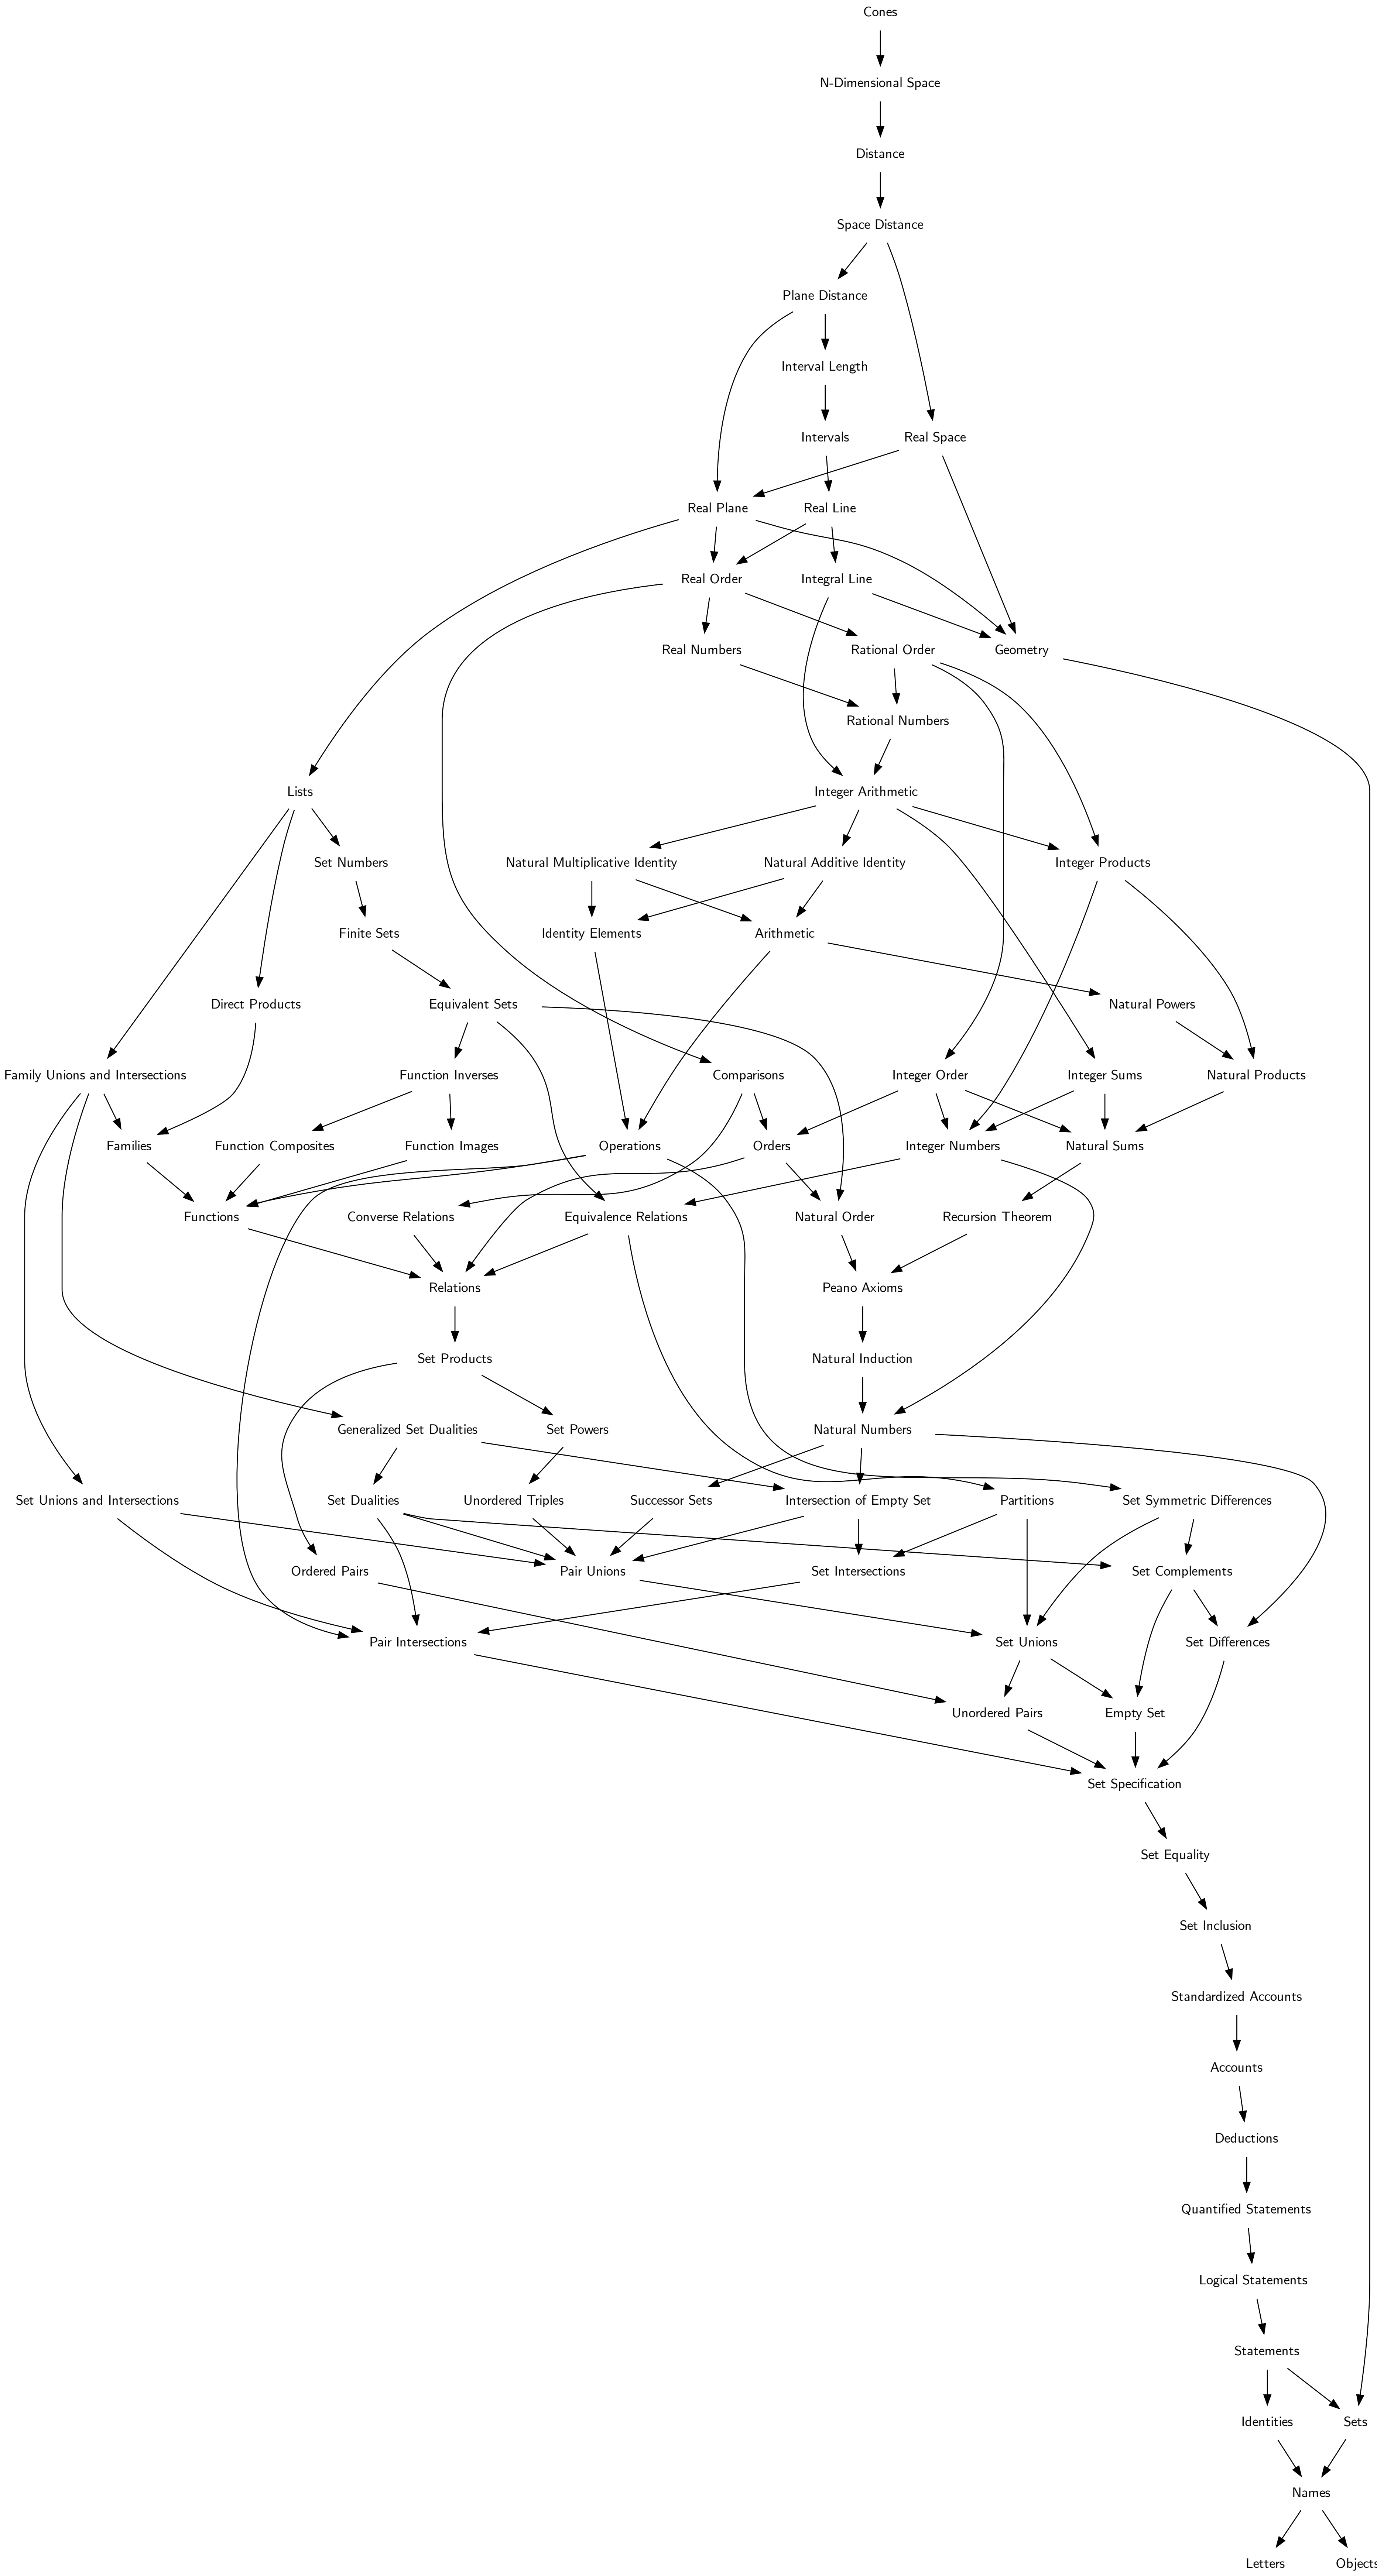 Cones
N-Dimensional Space
Distance
Space Distance
Plane Distance
Interval Length
Intervals
Real Space
Real Plane
Real Line
Real Order
Integral Line
Real Numbers
Rational Order
Geometry
Rational Numbers
Lists
Integer Arithmetic
Set Numbers
Natural Multiplicative Identity
Natural Additive Identity
Integer Products
Finite Sets
Identity Elements
Arithmetic
Direct Products
Equivalent Sets
Natural Powers
Family Unions and Intersections
Function Inverses
Comparisons
Integer Order
Integer Sums
Natural Products
Families
Function Composites
Function Images
Operations
Orders
Integer Numbers
Natural Sums
Functions
Converse Relations
Equivalence Relations
Natural Order
Recursion Theorem
Relations
Peano Axioms
Set Products
Natural Induction
Generalized Set Dualities
Set Powers
Natural Numbers
Set Unions and Intersections
Set Dualities
Unordered Triples
Successor Sets
Intersection of Empty Set
Partitions
Set Symmetric Differences
Ordered Pairs
Pair Unions
Set Intersections
Set Complements
Pair Intersections
Set Unions
Set Differences
Unordered Pairs
Empty Set
Set Specification
Set Equality
Set Inclusion
Standardized Accounts
Accounts
Deductions
Quantified Statements
Logical Statements
Statements
Identities
Sets
Names
Letters
Objects